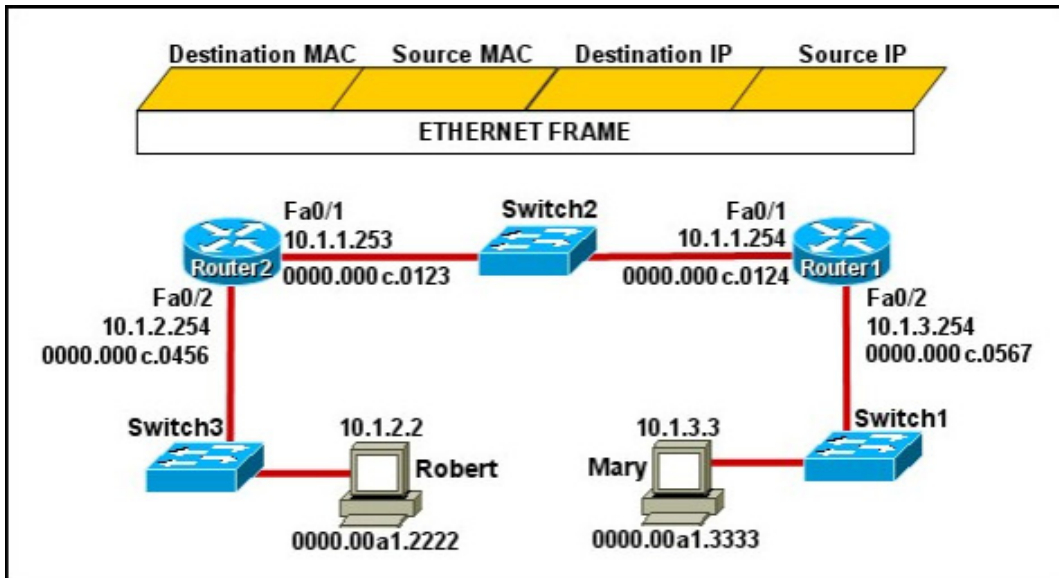 Destination MAC Source MAC Destination IP Source IP
ETHERNET FRAME
Switch2
Fa0/1
10.1.1.253
0000.000c.0123
Router2
Fa0/1
10.1.1.254
0000.000c.0124
Router1
Fa0/2
10.1.2.254
0000.000c.0456
Fa0/2
10.1.3.254
0000.000c.0567
Switch3
10.1.2.2
Robert
0000.00a1.2222
10.1.3.3
Mary
0000.00a1.3333
Switch1